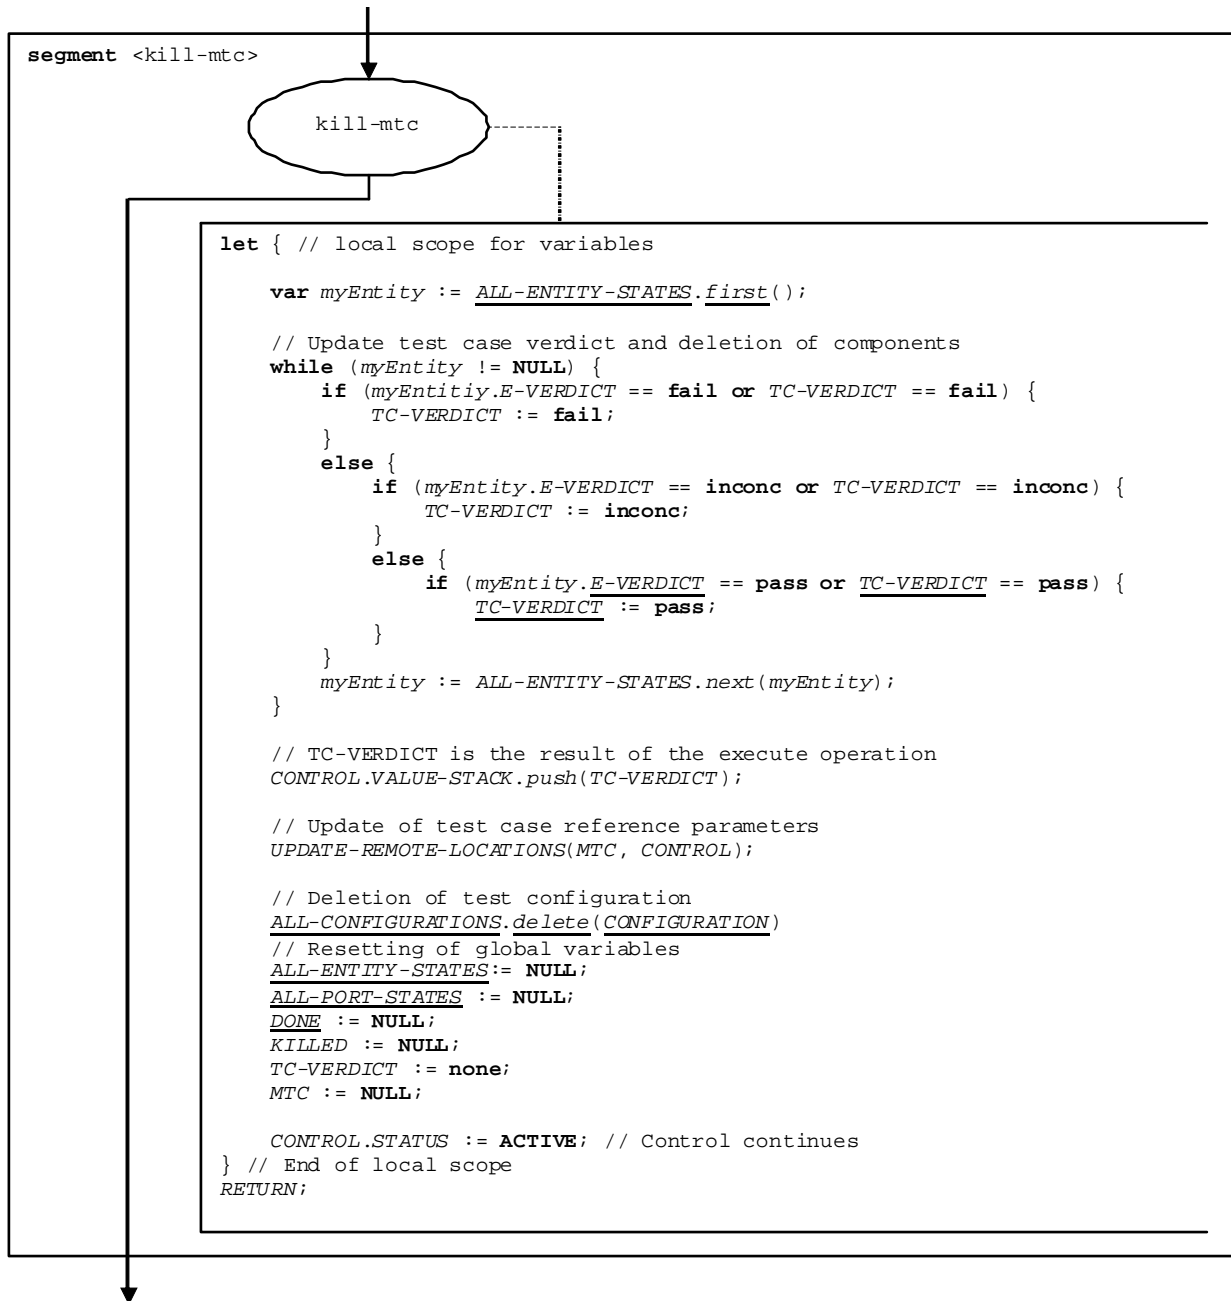 segment <kill-mtc>
kill-mtc
let { // local scope for variables
var myEntity := ALL-ENTITY-STATES.first();
// Update test case verdict and deletion of components
while (myEntity != NULL) {
if (myEntitiy.E-VERDICT == fail or TC-VERDICT == fail) {
TC-VERDICT := fail;
}
else {
if (myEntity.E-VERDICT == inconc or TC-VERDICT == inconc) {
TC-VERDICT := inconc;
}
else {
if (myEntity.E-VERDICT == pass or TC-VERDICT == pass) {
TC-VERDICT := pass;
}
}
myEntity := ALL-ENTITY-STATES.next(myEntity);
}
// TC-VERDICT is the result of the execute operation
CONTROL.VALUE-STACK.push(TC-VERDICT);
// Update of test case reference parameters
UPDATE-REMOTE-LOCATIONS(MTC, CONTROL);
// Deletion of test configuration
ALL-CONFIGURATIONS.delete(CONFIGURATION)
// Resetting of global variables
ALL-ENTITY-STATES:= NULL;
ALL-PORT-STATES := NULL;
DONE := NULL;
KILLED := NULL;
TC-VERDICT := none;
MTC := NULL;
CONTROL.STATUS := ACTIVE; // Control continues
} // End of local scope
RETURN;